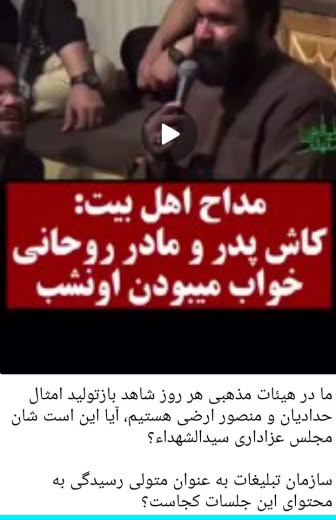 مداح اهل بیت:
کاش پدر و مادر روحانی
خواب میبودن اونشب
ما در هیئات مذهبی هر روز شاهد بازتولید امثال
حدادیان و منصور ارضی هستیم، آیا این است شان
مجلس عزاداری سیدالشهداء؟
سازمان تبلیغات به عنوان متولی رسیدگی به
محتوای این جلسات کجاست؟